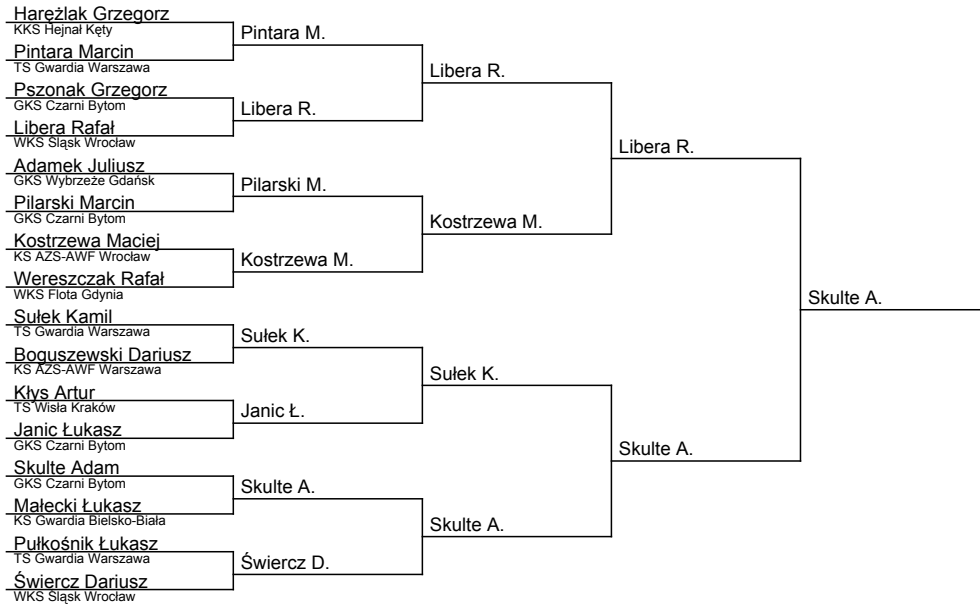 Harężlak Grzegorz
KKS Hejnał Kęty
Pintara Marcin
TS Gwardia Warszawa
Pszonak Grzegorz
GKS Czarni Bytom
Libera Rafał
WKS Śląsk Wrocław
Adamek Juliusz
GKS Wybrzeże Gdańsk
Pilarski Marcin
GKS Czarni Bytom
Kostrzewa Maciej
KS AZS-AWF Wrocław
Wereszczak Rafał
WKS Flota Gdynia
Sułek Kamil
TS Gwardia Warszawa
Boguszewski Dariusz
KS AZS-AWF Warszawa
Kłys Artur
TS Wisła Kraków
Janic Łukasz
GKS Czarni Bytom
Skulte Adam
GKS Czarni Bytom
Małecki Łukasz
KS Gwardia Bielsko-Biała
Pułkośnik Łukasz
TS Gwardia Warszawa
Świercz Dariusz
WKS Śląsk Wrocław
Pintara M.
Libera R.
Pilarski M.
Kostrzewa M.
Sułek K.
Janic Ł.
Skulte A.
Świercz D.
Libera R.
Kostrzewa M.
Sułek K.
Skulte A.
Libera R.
Skulte A.
Skulte A.